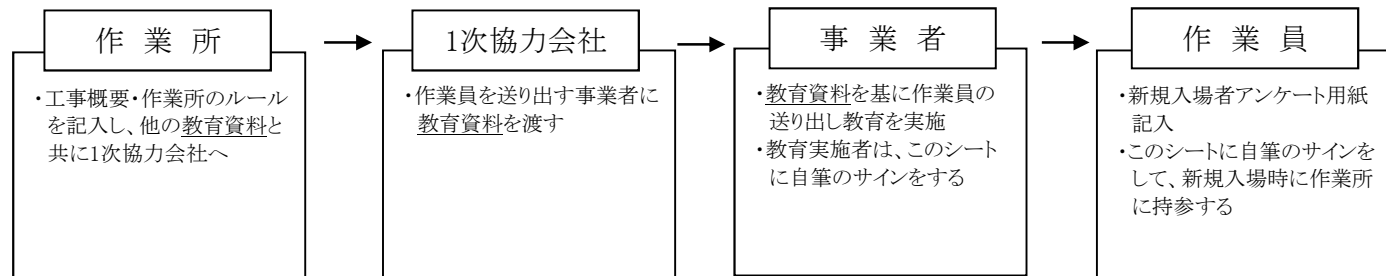 作 業 所
・工事概要・作業所のルール
を記入し、他の教育資料と
共に1次協力会社へ
1次協力会社
・作業員を送り出す事業者に
教育資料を渡す
事 業 者
・教育資料を基に作業員の
送り出し教育を実施
・教育実施者は、このシート
に自筆のサインをする
作 業 員
・新規入場者アンケート用紙
記入
・このシートに自筆のサインを
して、新規入場時に作業所
に持参する